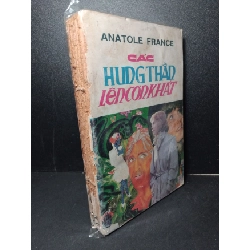 ANATOLE FRANCE
CÁC
HUNG THẦN
LÊN CƠN KHÁT